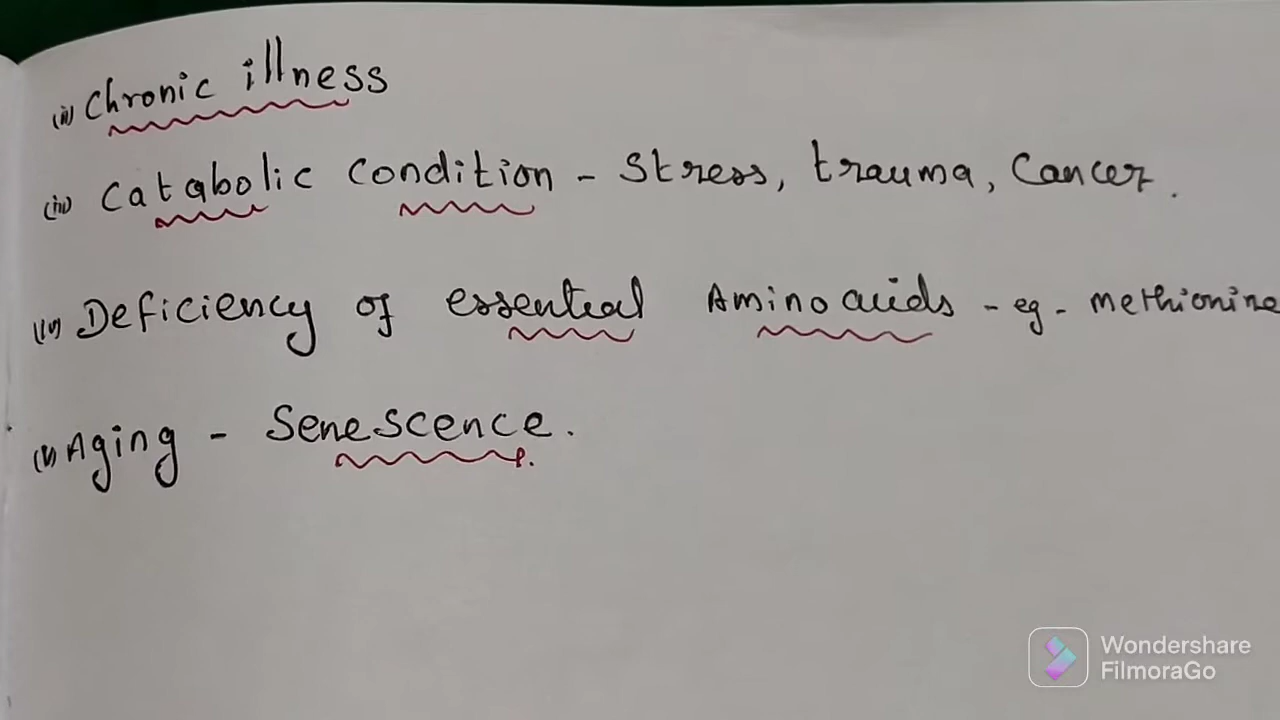 (ii) Chronic illness
(iii) Catabolic Condition - Stress, trauma, Cancer.
(iv) Deficiency of essential Amino acids - eg - methionine
(v) Aging - Senescence.
Wondershare
FilmoraGo